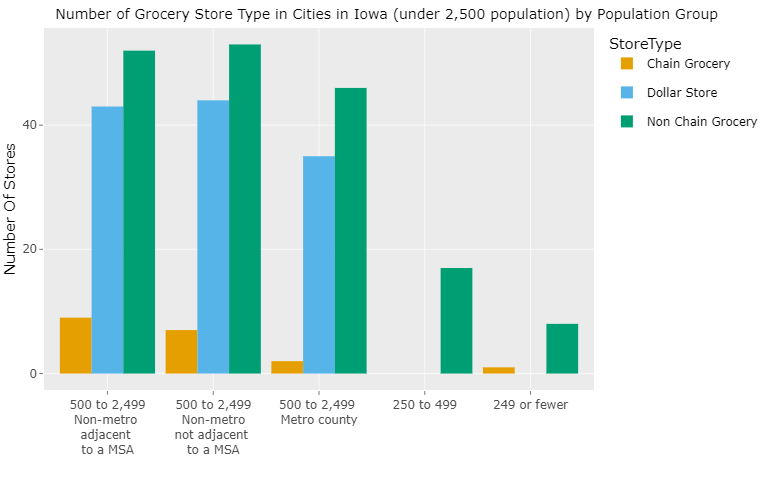 Number of Grocery Store Type in Cities in Iowa (under 2,500 population) by Population Group
StoreType
Chain Grocery
Dollar Store
Non Chain Grocery
Number Of Stores
40
20
0
500 to 2,499
Non-metro
adjacent
to a MSA
500 to 2,499
Non-metro
not adjacent
to a MSA
500 to 2,499
Metro county
250 to 499
249 or fewer